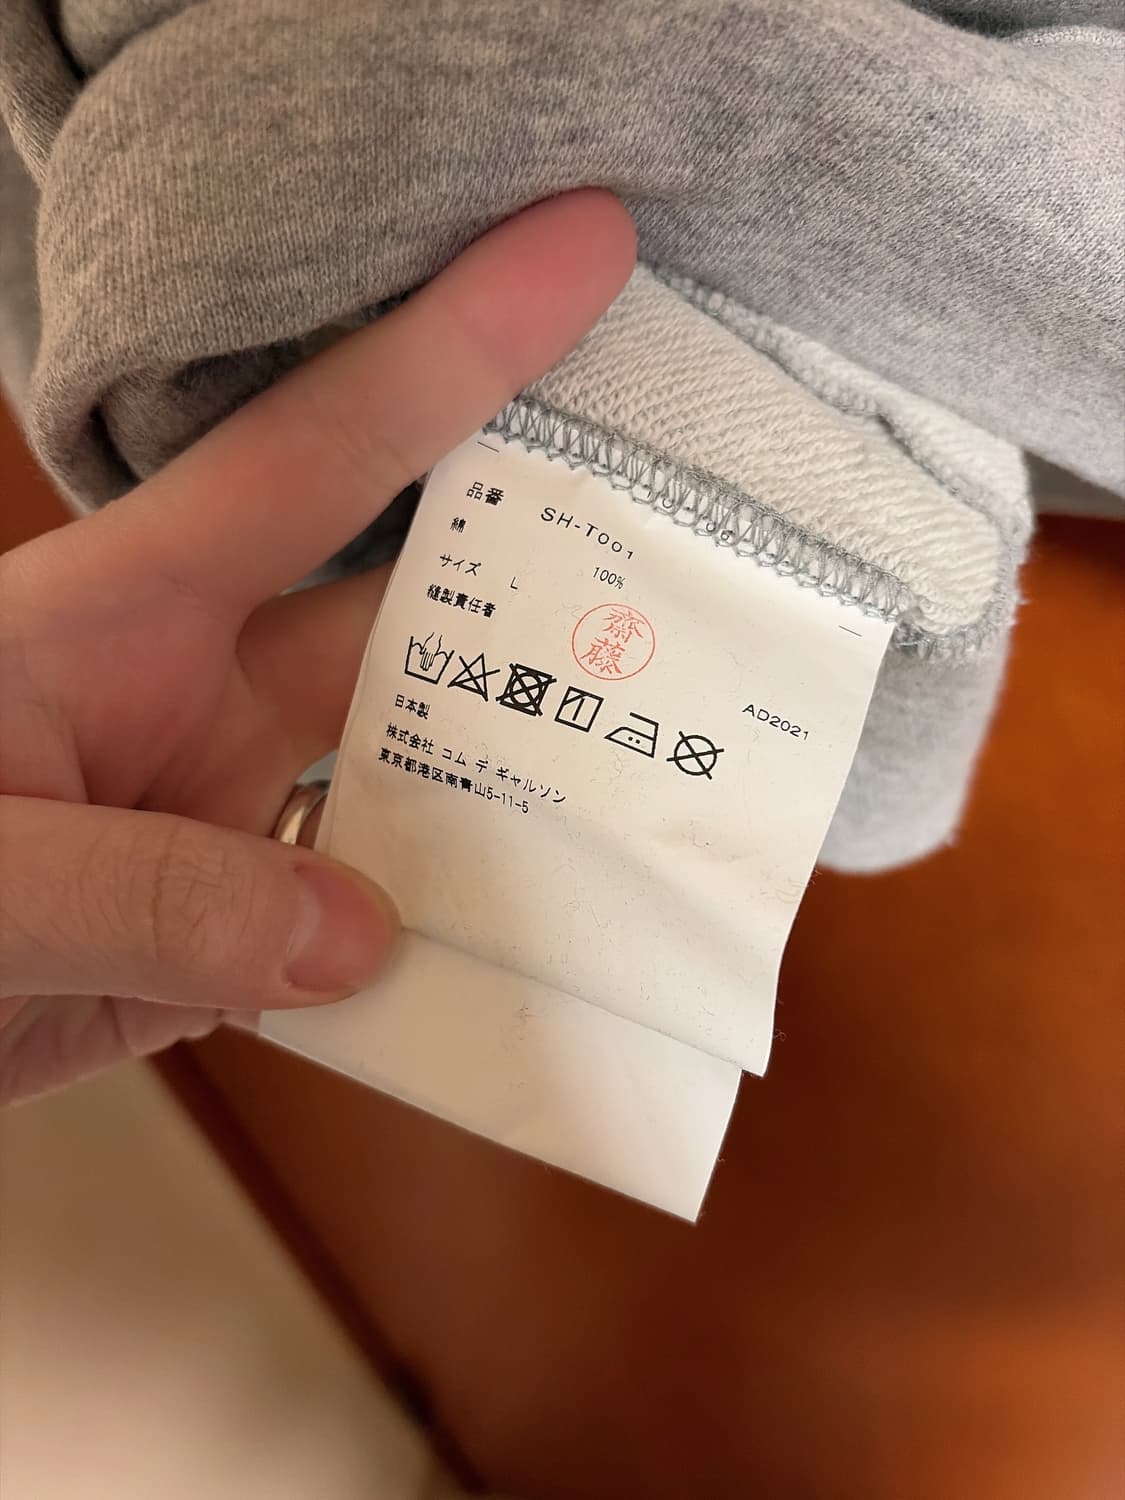 品番 SH-T001
綿 100%
サイズ L
縫製責任者 齋藤
AD2021
日本製
株式会社 コム デ ギャルソン
東京都港区南青山5-11-5